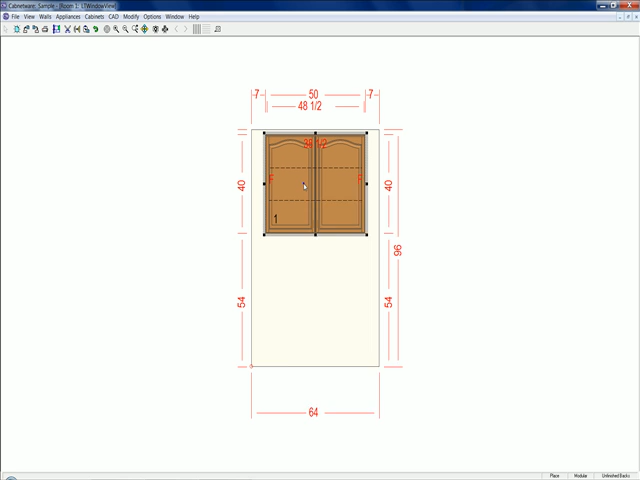 Cabnetware: Sample - [Room 1: 1TWindowView]
File View Walls Appliances Cabinets CAD Modify Options Window Help
7 50 7
48 1/2
F F
40 40
1
96
54 54
64
Place Modular Unfinished Backs